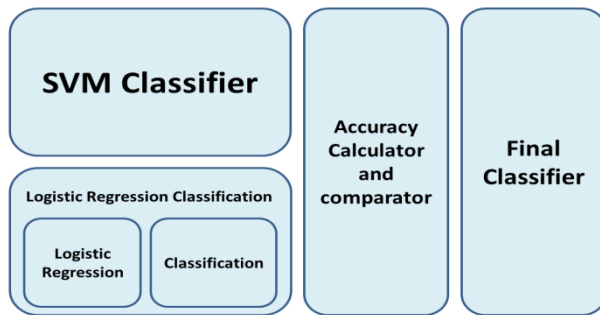 SVM Classifier
Logistic Regression Classification
Logistic
Regression
Classification
Accuracy
Calculator
and
comparator
Final
Classifier